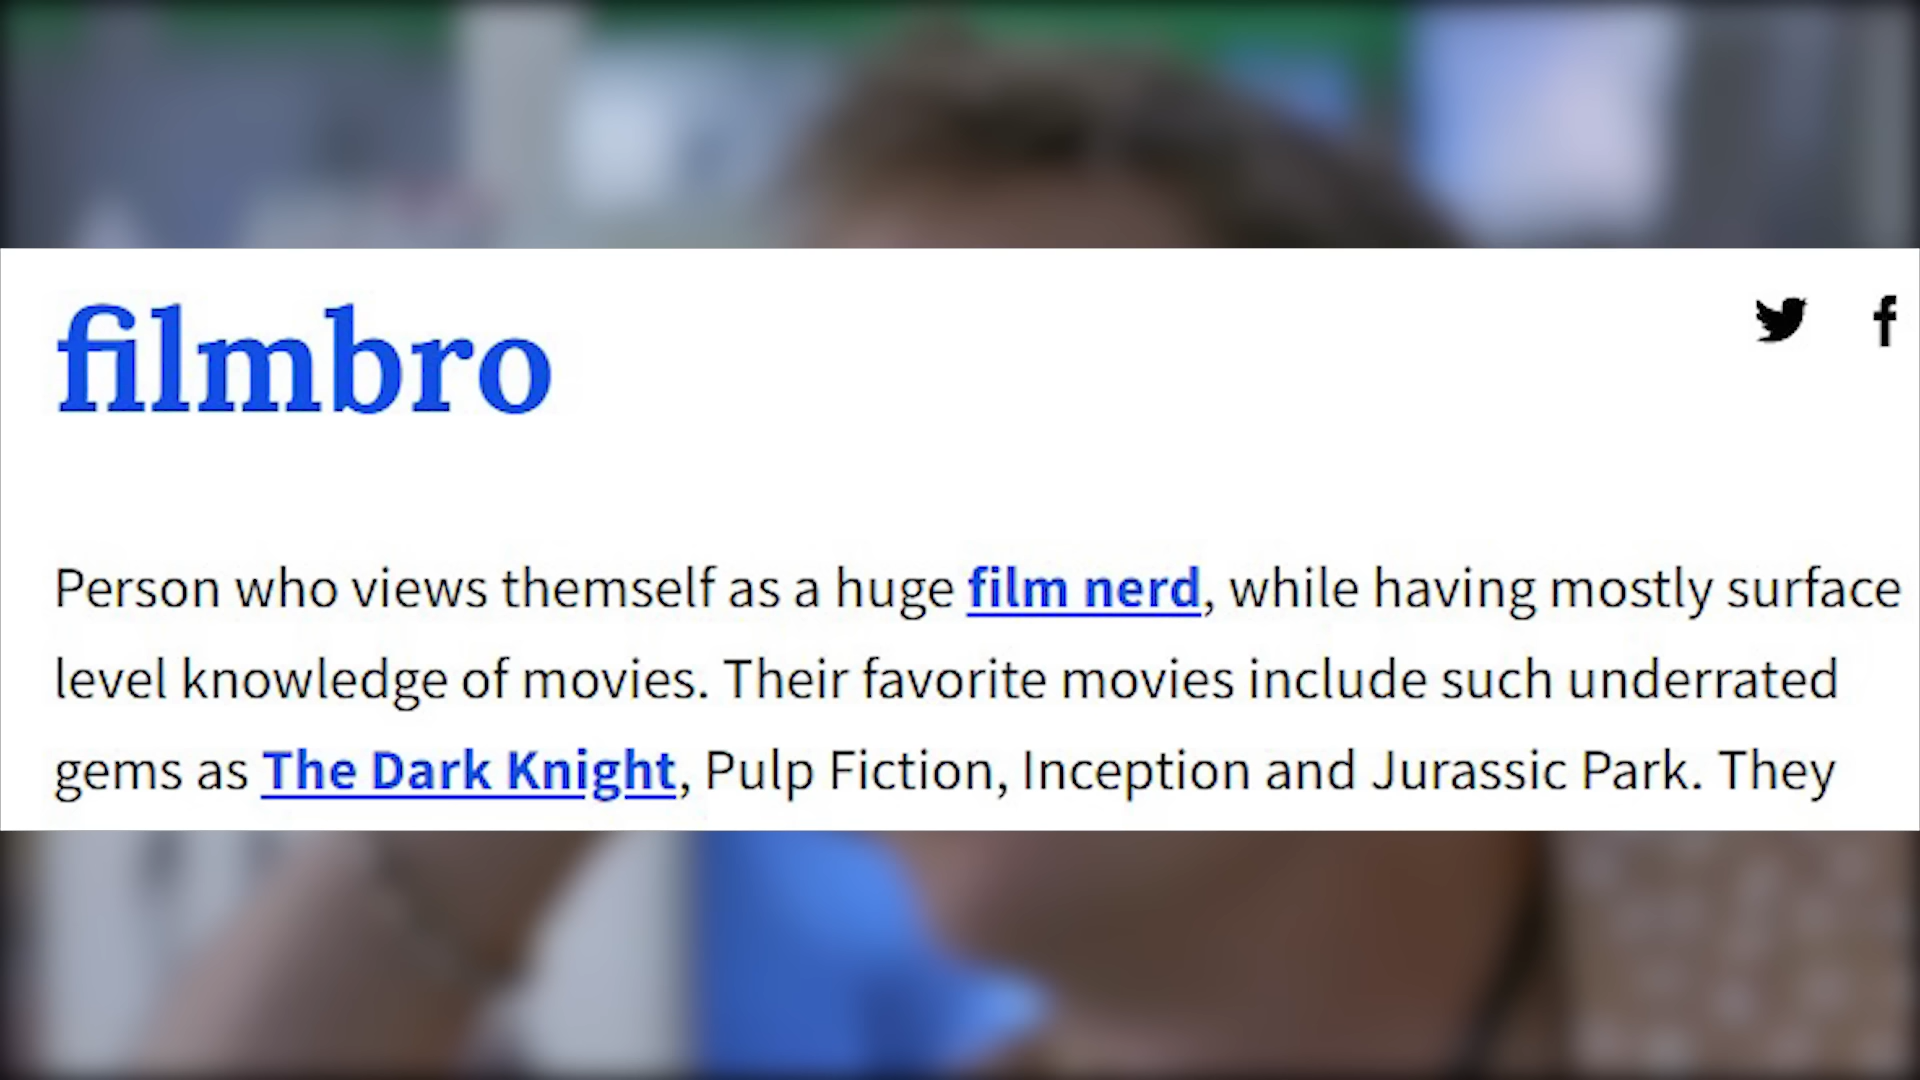 filmbro
Person who views themself as a huge film nerd, while having mostly surface
level knowledge of movies. Their favorite movies include such underrated
gems as The Dark Knight, Pulp Fiction, Inception and Jurassic Park. They